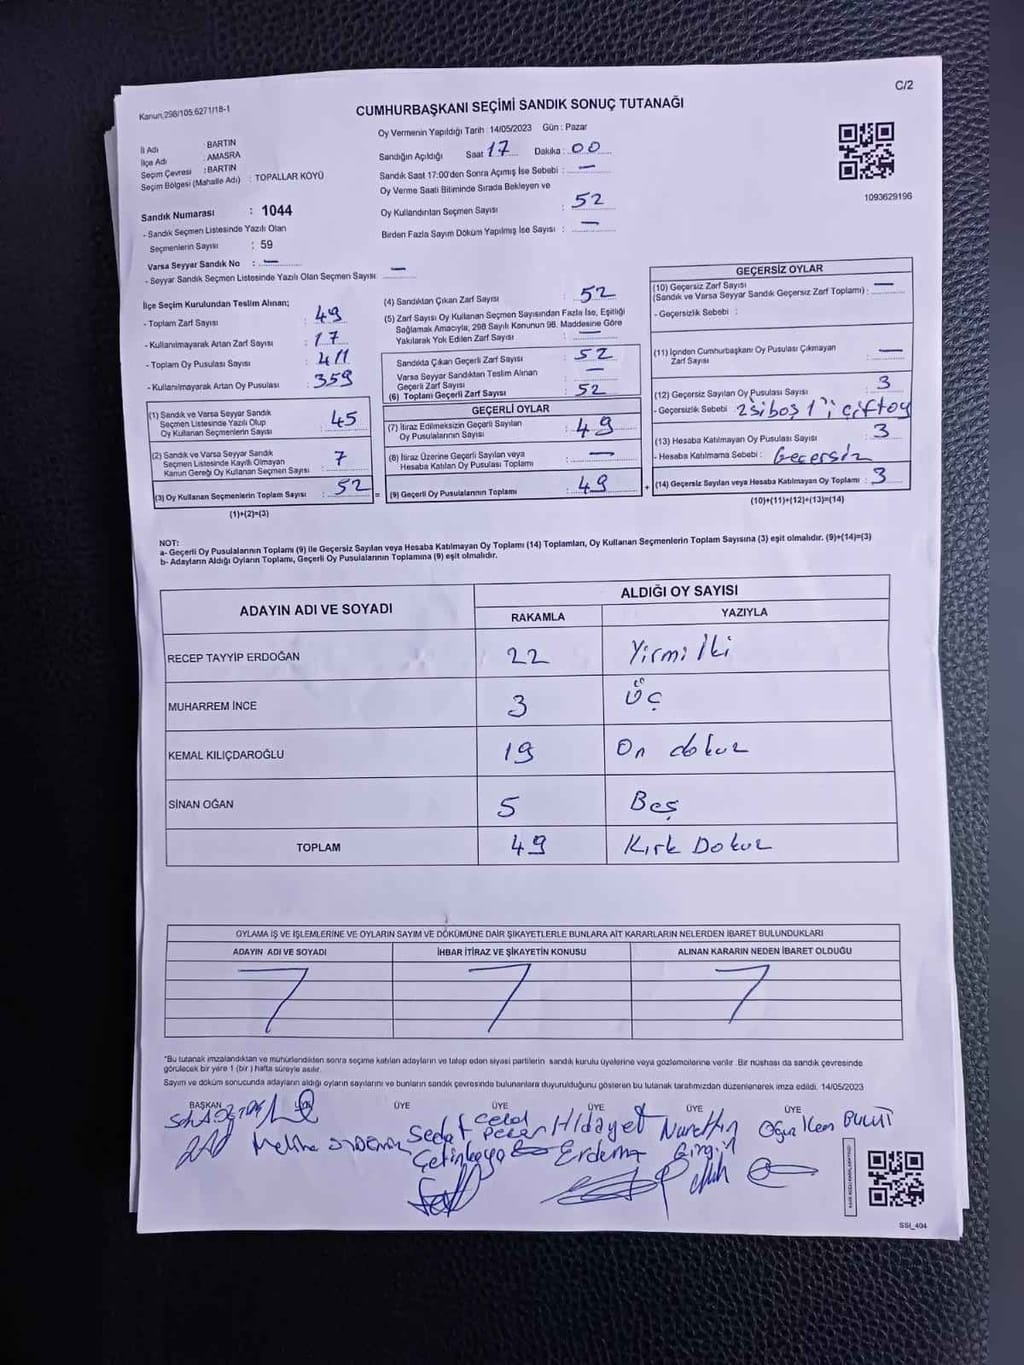 C/2
Kanun:298/105 6271/18-1
CUMHURBAŞKANI SEÇİMİ SANDIK SONUÇ TUTANAĞI
İl Adı : BARTIN
İlçe Adı : AMASRA
Seçim Çevresi : BARTIN
Seçim Bölgesi (Mahalle Adı) : TOPALLAR KÖYÜ
Sandık Numarası : 1044
- Sandık Seçmen Listesinde Yazılı Olan
Seçmenlerin Sayısı : 59
Varsa Seyyar Sandık No : —
- Seyyar Sandık Seçmen Listesinde Yazılı Olan Seçmen Sayısı : —
Oy Vermenin Yapıldığı Tarih : 14/05/2023 Gün : Pazar
Sandığın Açıldığı Saat : 17 Dakika : 00
Sandık Saat 17:00'den Sonra Açılmış İse Sebebi : —
Oy Verme Saati Bitiminde Sırada Bekleyen ve
Oy Kullandırılan Seçmen Sayısı : 52
Birden Fazla Sayım Döküm Yapılmış İse Sayısı : —
1093629196
İlçe Seçim Kurulundan Teslim Alınan;
- Toplam Zarf Sayısı : 49
- Kullanılmayarak Artan Zarf Sayısı : 17
- Toplam Oy Pusulası Sayısı : 411
- Kullanılmayarak Artan Oy Pusulası : 359
(1) Sandık ve Varsa Seyyar Sandık
Seçmen Listesinde Yazılı Olup
Oy Kullanan Seçmenlerin Sayısı : 45
(2) Sandık ve Varsa Seyyar Sandık
Seçmen Listesinde Kayıtlı Olmayan
Kanun Gereği Oy Kullanan Seçmen Sayısı : 7
(3) Oy Kullanan Seçmenlerin Toplam Sayısı : 52 =
(1)+(2)=(3)
(4) Sandıktan Çıkan Zarf Sayısı : 52
(5) Zarf Sayısı Oy Kullanan Seçmen Sayısından Fazla İse, Eşitliği
Sağlamak Amacıyla, 298 Sayılı Kanunun 98. Maddesine Göre
Yakılarak Yok Edilen Zarf Sayısı : —
Sandıkta Çıkan Geçerli Zarf Sayısı : 52
Varsa Seyyar Sandıktan Teslim Alınan
Geçerli Zarf Sayısı : —
(6) Toplam Geçerli Zarf Sayısı : 52
GEÇERLİ OYLAR
(7) İtiraz Edilmeksizin Geçerli Sayılan
Oy Pusulalarının Sayısı : 49
(8) İtiraz Üzerine Geçerli Sayılan veya
Hesaba Katılan Oy Pusulası Toplamı : —
(9) Geçerli Oy Pusulalarının Toplamı : 49 +
GEÇERSİZ OYLAR
(10) Geçersiz Zarf Sayısı
(Sandık ve Varsa Seyyar Sandık Geçersiz Zarf Toplamı) : —
- Geçersizlik Sebebi :
(11) İçinden Cumhurbaşkanı Oy Pusulası Çıkmayan
Zarf Sayısı : —
(12) Geçersiz Sayılan Oy Pusulası Sayısı : 3
- Geçersizlik Sebebi : 2'si boş 1'i çift oy
(13) Hesaba Katılmayan Oy Pusulası Sayısı : 3
- Hesaba Katılmama Sebebi : Geçersiz
(14) Geçersiz Sayılan veya Hesaba Katılmayan Oy Toplamı : 3
(10)+(11)+(12)+(13)=(14)
NOT:
a- Geçerli Oy Pusulalarının Toplamı (9) ile Geçersiz Sayılan veya Hesaba Katılmayan Oy Toplamı (14) Toplamları, Oy Kullanan Seçmenlerin Toplam Sayısına (3) eşit olmalıdır. (9)+(14)=(3)
b- Adayların Aldığı Oyların Toplamı, Geçerli Oy Pusulalarının Toplamına (9) eşit olmalıdır.
ADAYIN ADI VE SOYADI
ALDIĞI OY SAYISI
RAKAMLA YAZIYLA
RECEP TAYYİP ERDOĞAN 22 Yirmi İki
MUHARREM İNCE 3 Üç
KEMAL KILIÇDAROĞLU 19 On dokuz
SİNAN OĞAN 5 Beş
TOPLAM 49 Kırk Dokuz
OYLAMA İŞ VE İŞLEMLERİNE VE OYLARIN SAYIM VE DÖKÜMÜNE DAİR ŞİKAYETLERLE BUNLARA AİT KARARLARIN NELERDEN İBARET BULUNDUKLARI
ADAYIN ADI VE SOYADI İHBAR İTİRAZ VE ŞİKAYETİN KONUSU ALINAN KARARIN NEDEN İBARET OLDUĞU
*Bu tutanak imzalandıktan ve mühürlendikten sonra seçime katılan adayların ve talep eden siyasi partilerin sandık kurulu üyelerine veya gözlemcilerine verilir. Bir nüshası da sandık çevresinde
görülecek bir yere 1 (bir) hafta süreyle asılır.
Sayım ve döküm sonucunda adayların aldığı oyların sayılarını ve bunların sandık çevresinde bulunanlara duyurulduğunu gösteren bu tutanak tarafımızdan düzenlenerek imza edildi. 14/05/2023
BAŞKAN ÜYE ÜYE ÜYE ÜYE ÜYE
Sedat Celal Hidayet Nurettin Oğuz BULUT
Çetinkaya Erdem
SSI_404